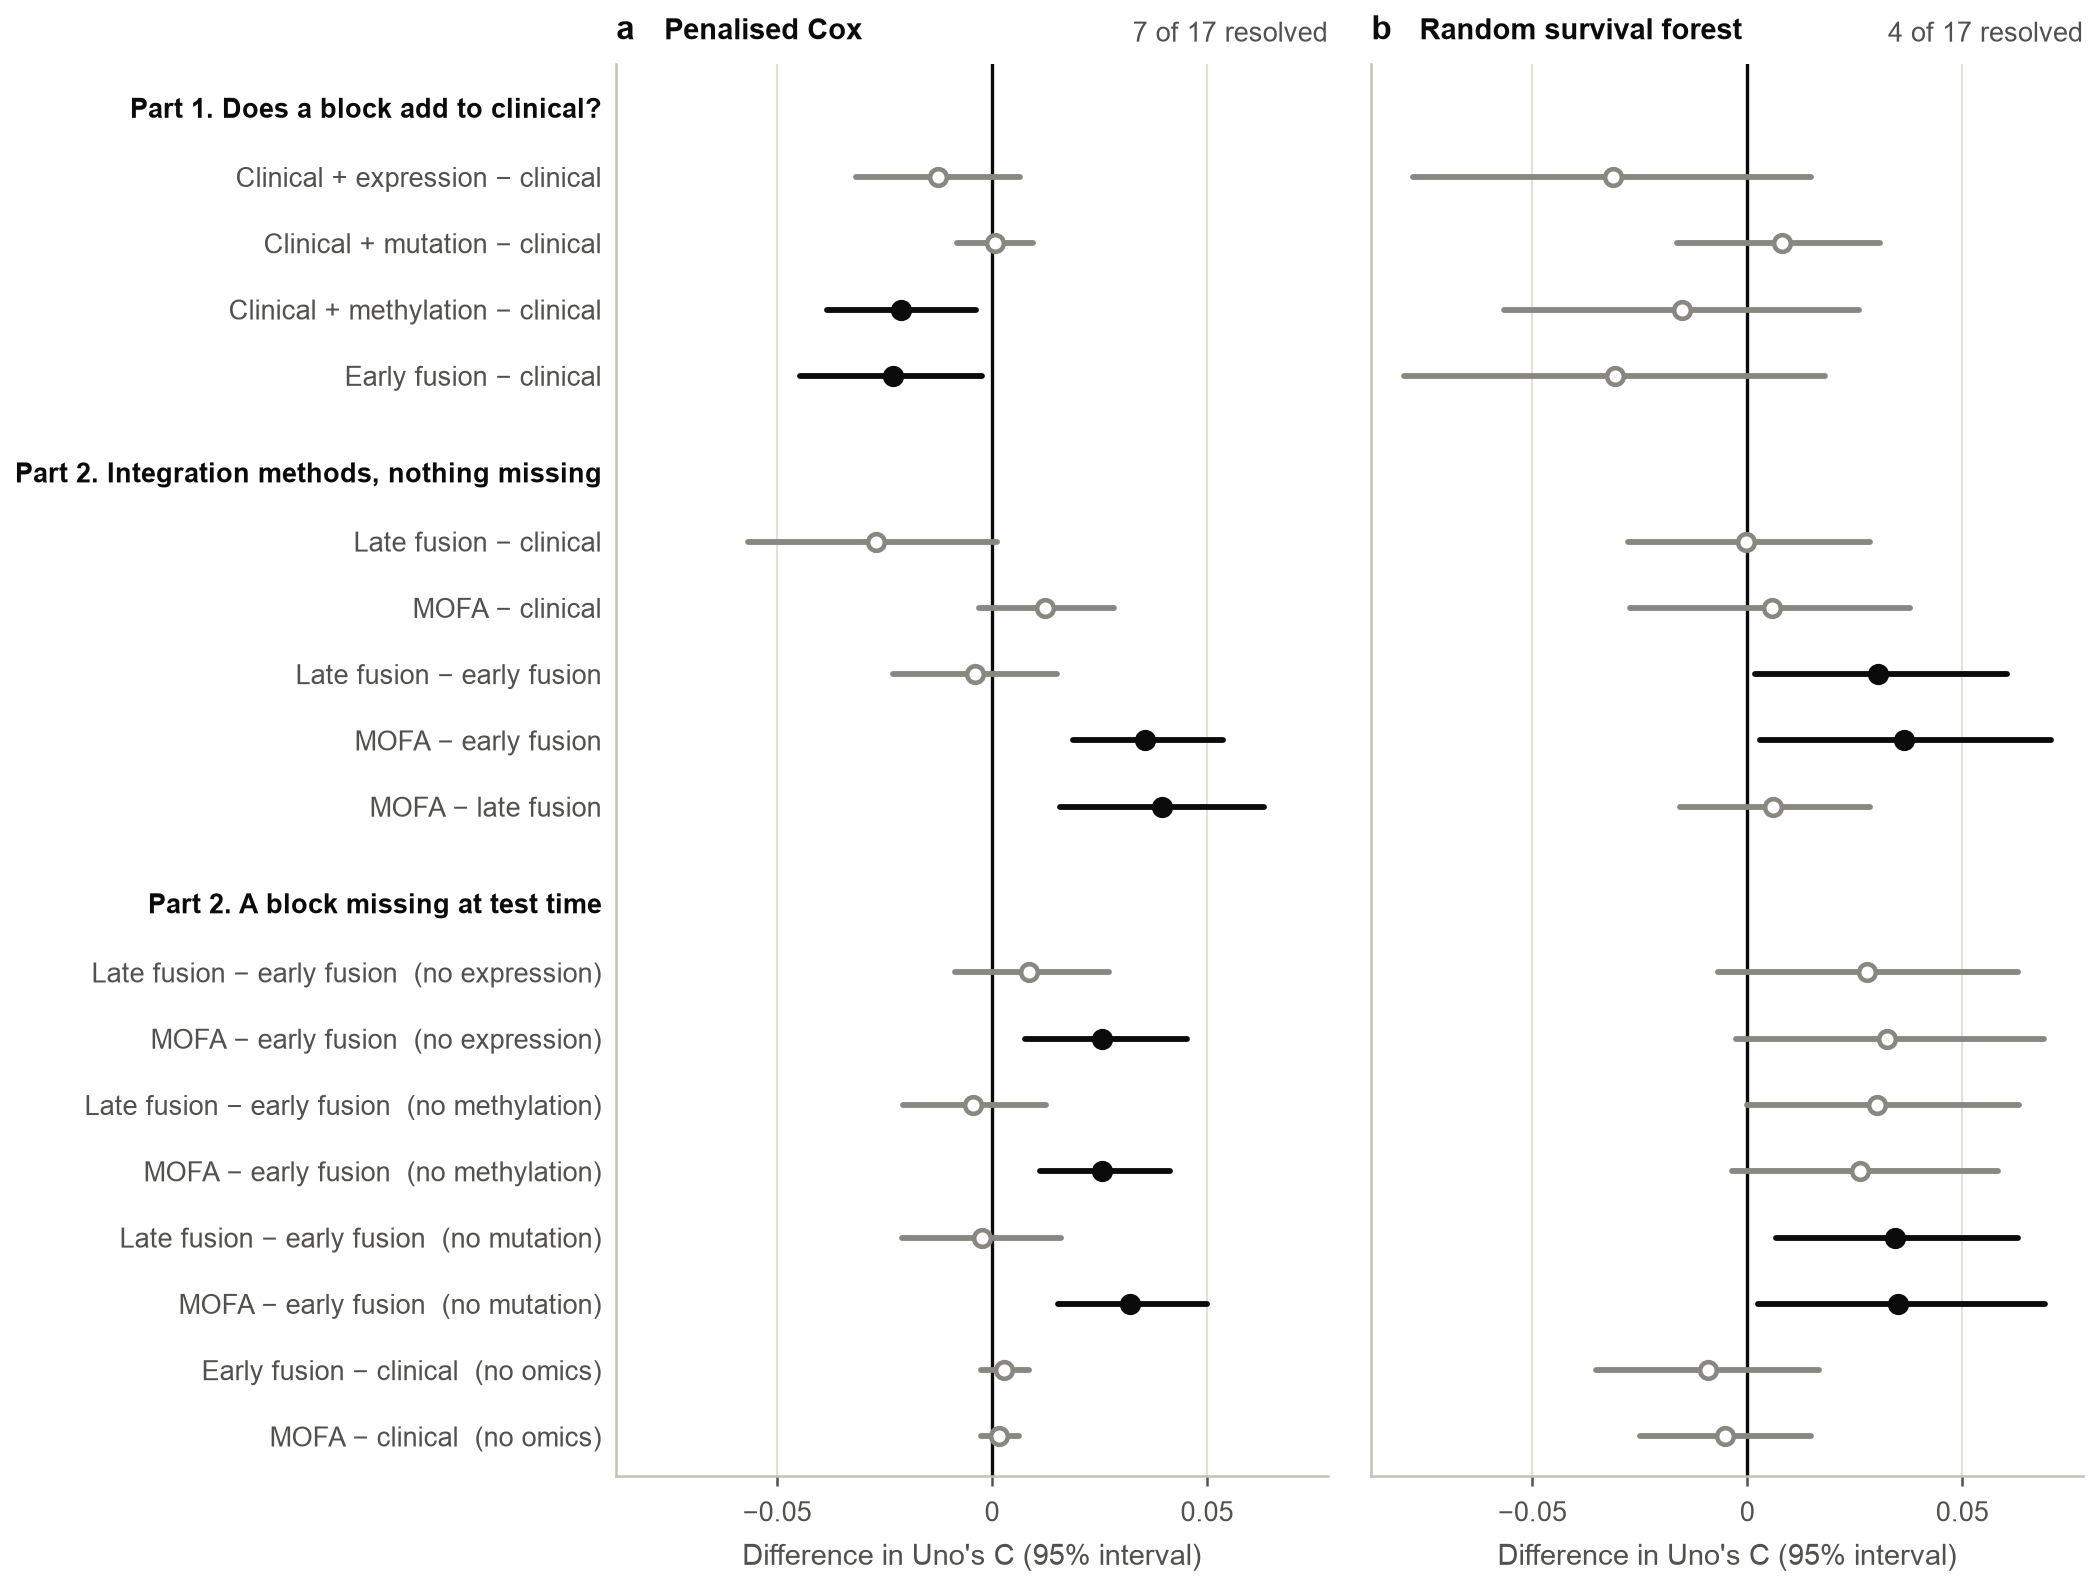 a Penalised Cox 7 of 17 resolved
b Random survival forest 4 of 17 resolved
Part 1. Does a block add to clinical?
Clinical + expression − clinical
Clinical + mutation − clinical
Clinical + methylation − clinical
Early fusion − clinical
Part 2. Integration methods, nothing missing
Late fusion − clinical
MOFA − clinical
Late fusion − early fusion
MOFA − early fusion
MOFA − late fusion
Part 2. A block missing at test time
Late fusion − early fusion (no expression)
MOFA − early fusion (no expression)
Late fusion − early fusion (no methylation)
MOFA − early fusion (no methylation)
Late fusion − early fusion (no mutation)
MOFA − early fusion (no mutation)
Early fusion − clinical (no omics)
MOFA − clinical (no omics)
−0.05 0 0.05
Difference in Uno's C (95% interval)
−0.05 0 0.05
Difference in Uno's C (95% interval)